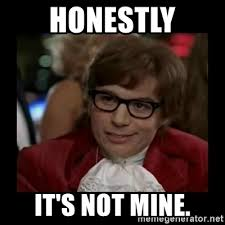 HONESTLY
IT'S NOT MINE.
memegenerator.net